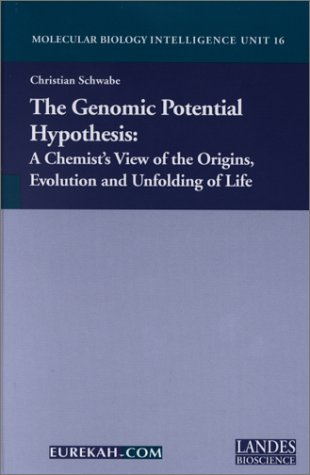 MOLECULAR BIOLOGY INTELLIGENCE UNIT 16
Christian Schwabe
The Genomic Potential
Hypothesis:
A Chemist's View of the Origins,
Evolution and Unfolding of Life
EUREKAH–COM
LANDES
BIOSCIENCE